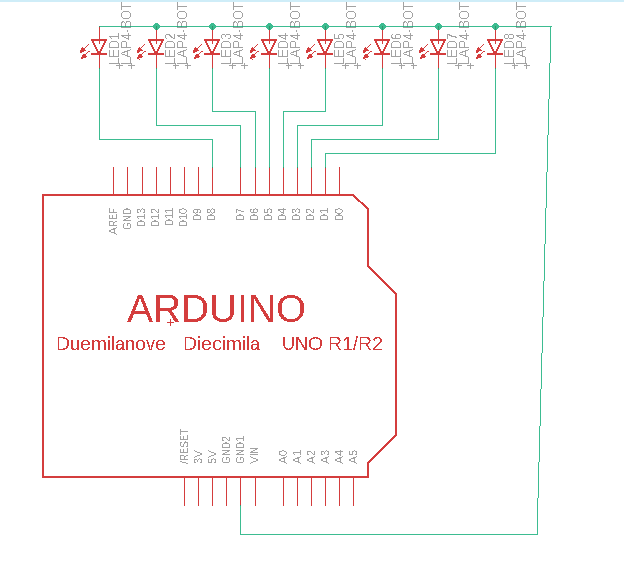 LED1
LAP4-BOT
LED2
LAP4-BOT
LED3
LAP4-BOT
LED4
LAP4-BOT
LED5
LAP4-BOT
LED6
LAP4-BOT
LED7
LAP4-BOT
LED8
LAP4-BOT
AREF GND D13 D12 D11 D10 D9 D8 D7 D6 D5 D4 D3 D2 D1 D0
ARDUINO
Duemilanove Diecimila UNO R1/R2
/RESET 3V 5V GND2 GND1 VIN A0 A1 A2 A3 A4 A5